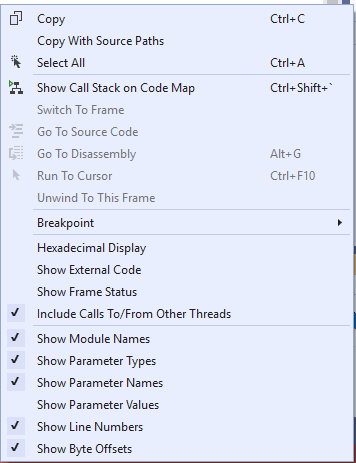 Copy Ctrl+C
Copy With Source Paths
Select All Ctrl+A
Show Call Stack on Code Map Ctrl+Shift+`
Switch To Frame
Go To Source Code
Go To Disassembly Alt+G
Run To Cursor Ctrl+F10
Unwind To This Frame
Breakpoint
Hexadecimal Display
Show External Code
Show Frame Status
Include Calls To/From Other Threads
Show Module Names
Show Parameter Types
Show Parameter Names
Show Parameter Values
Show Line Numbers
Show Byte Offsets